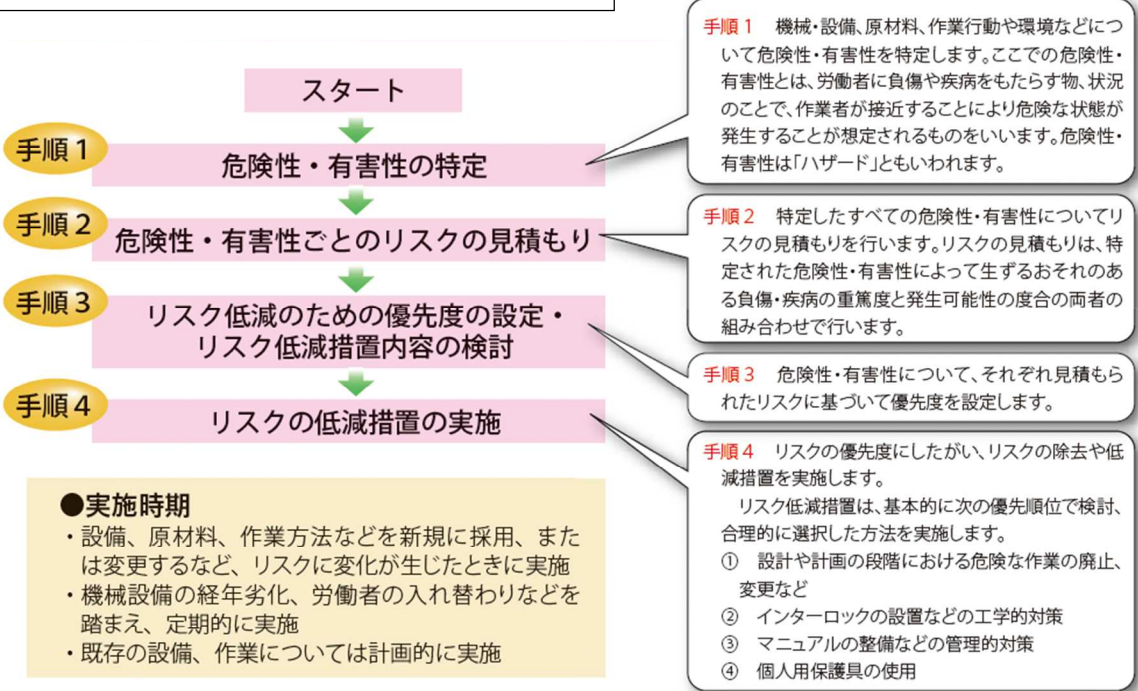 スタート
手順1
危険性・有害性の特定
手順2
危険性・有害性ごとのリスクの見積もり
手順3
リスク低減のための優先度の設定・
リスク低減措置内容の検討
手順4
リスクの低減措置の実施
●実施時期
・設備、原材料、作業方法などを新規に採用、また
は変更するなど、リスクに変化が生じたときに実施
・機械設備の経年劣化、労働者の入れ替わりなどを
踏まえ、定期的に実施
・既存の設備、作業については計画的に実施
手順1 機械・設備、原材料、作業行動や環境などにつ
いて危険性・有害性を特定します。ここでの危険性・
有害性とは、労働者に負傷や疾病をもたらす物、状況
のことで、作業者が接近することにより危険な状態が
発生することが想定されるものをいいます。危険性・
有害性は「ハザード」ともいわれます。
手順2 特定したすべての危険性・有害性についてリ
スクの見積もりを行います。リスクの見積もりは、特
定された危険性・有害性によって生ずるおそれのあ
る負傷・疾病の重篤度と発生可能性の度合の両者の
組み合わせで行います。
手順3 危険性・有害性について、それぞれ見積もら
れたリスクに基づいて優先度を設定します。
手順4 リスクの優先度にしたがい、リスクの除去や低
減措置を実施します。
リスク低減措置は、基本的に次の優先順位で検討、
合理的に選択した方法を実施します。
① 設計や計画の段階における危険な作業の廃止、
変更など
② インターロックの設置などの工学的対策
③ マニュアルの整備などの管理的対策
④ 個人用保護具の使用